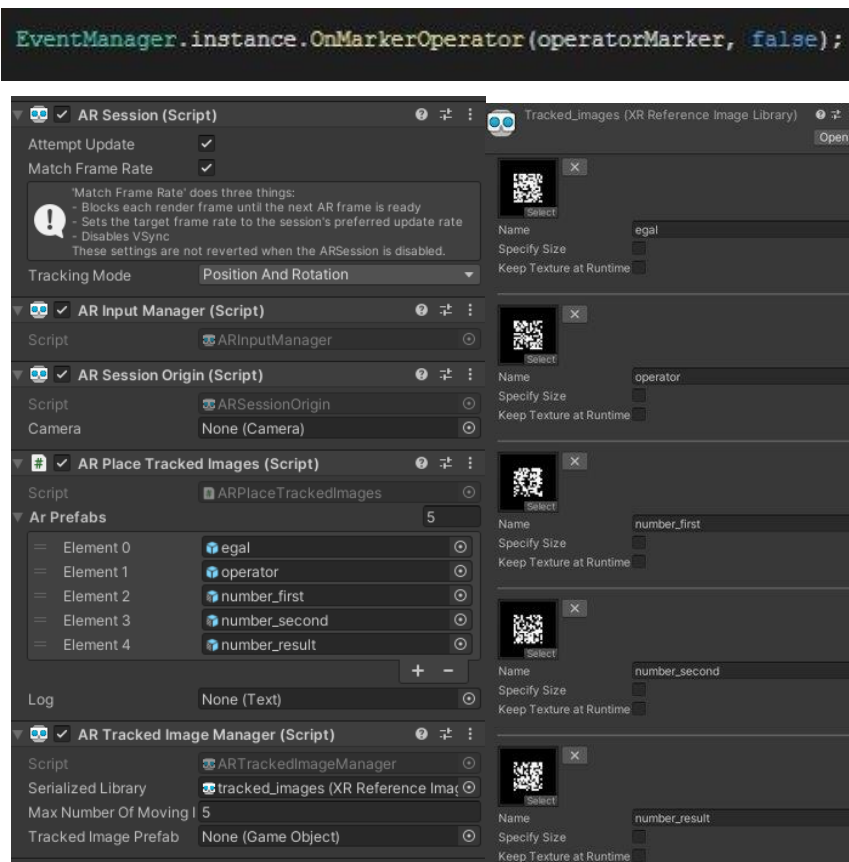 EventManager.instance.OnMarkerOperator(operatorMarker, false);
AR Session (Script)
Attempt Update
Match Frame Rate
'Match Frame Rate' does three things:
- Blocks each render frame until the next AR frame is ready
- Sets the target frame rate to the session's preferred update rate
- Disables VSync
These settings are not reverted when the ARSession is disabled.
Tracking Mode Position And Rotation
AR Input Manager (Script)
Script ARInputManager
AR Session Origin (Script)
Script ARSessionOrigin
Camera None (Camera)
AR Place Tracked Images (Script)
Script ARPlaceTrackedImages
Ar Prefabs 5
Element 0 egal
Element 1 operator
Element 2 number_first
Element 3 number_second
Element 4 number_result
+ -
Log None (Text)
AR Tracked Image Manager (Script)
Script ARTrackedImageManager
Serialized Library tracked_images (XR Reference Imag
Max Number Of Moving I 5
Tracked Image Prefab None (Game Object)
Tracked_images (XR Reference Image Library)
Open
Select
Name egal
Specify Size
Keep Texture at Runtime
Select
Name operator
Specify Size
Keep Texture at Runtime
Select
Name number_first
Specify Size
Keep Texture at Runtime
Select
Name number_second
Specify Size
Keep Texture at Runtime
Select
Name number_result
Specify Size
Keep Texture at Runtime